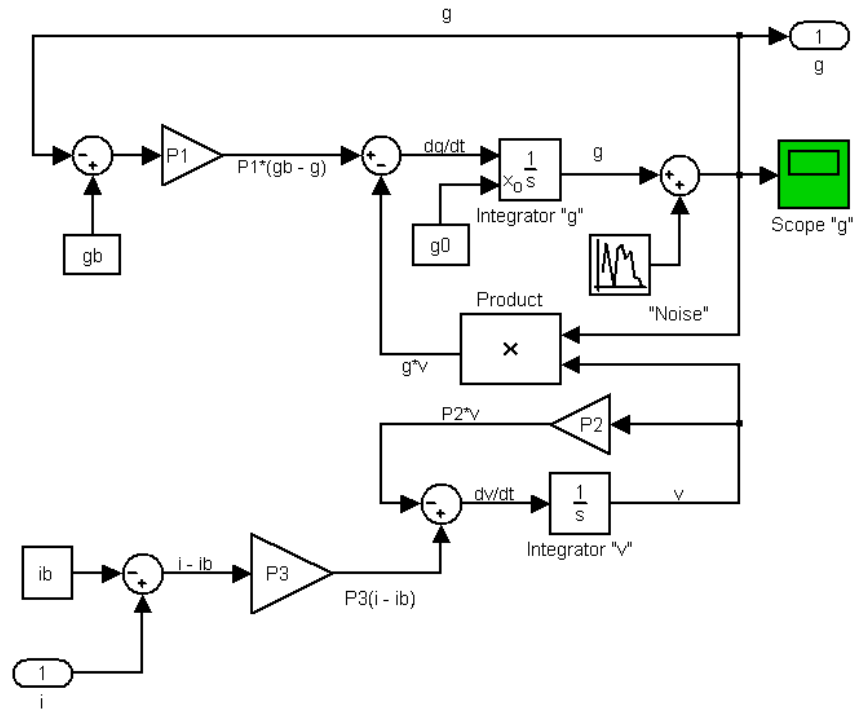 g
1
g
P1
P1*(gb - g)
dg/dt
1
s
x0
g
Integrator "g"
Scope "g"
gb
g0
"Noise"
Product
×
g*v
P2*v
P2
dv/dt
1
s
v
Integrator "v"
ib
i - ib
P3
P3(i - ib)
1
i